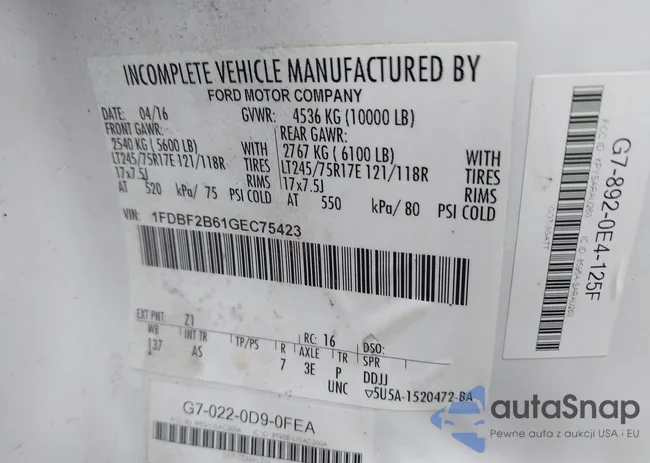 INCOMPLETE VEHICLE MANUFACTURED BY
FORD MOTOR COMPANY
DATE: 04/16 GVWR: 4536 KG (10000 LB)
FRONT GAWR: REAR GAWR:
2540 KG (5600 LB) WITH 2767 KG (6100 LB) WITH
LT245/75R17E 121/118R TIRES LT245/75R17E 121/118R TIRES
17x7.5J RIMS 17x7.5J RIMS
AT 520 kPa/ 75 PSI COLD AT 550 kPa/ 80 PSI COLD
VIN: 1FDBF2B61GEC75423
EXT PNT: Z1 RC: 16 DSO:
WB INT TR TP/PS R AXLE TR SPR
137 AS 7 3E P DDJJ
UNC ▽5U5A-1520472-BA
G7-022-0D9-0FEA
G7-892-0E4-125F
autoSnap
Pewne auta z aukcji USA i EU